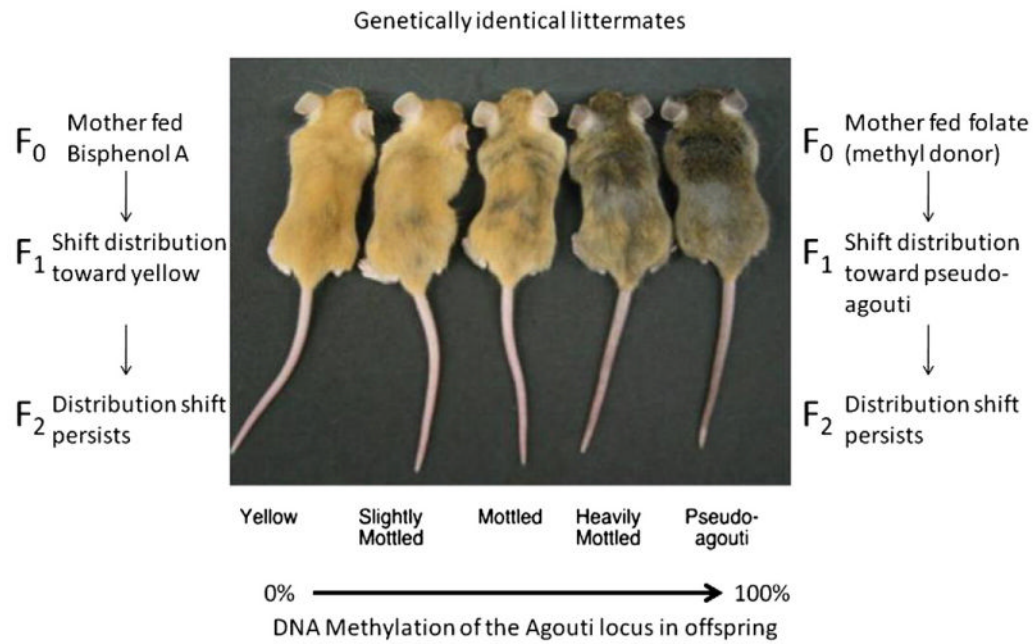 Genetically identical littermates
F0 Mother fed
Bisphenol A
F1 Shift distribution
toward yellow
F2 Distribution shift
persists
F0 Mother fed folate
(methyl donor)
F1 Shift distribution
toward pseudo-
agouti
F2 Distribution shift
persists
Yellow
Slightly
Mottled
Mottled
Heavily
Mottled
Pseudo-
agouti
0% 100%
DNA Methylation of the Agouti locus in offspring